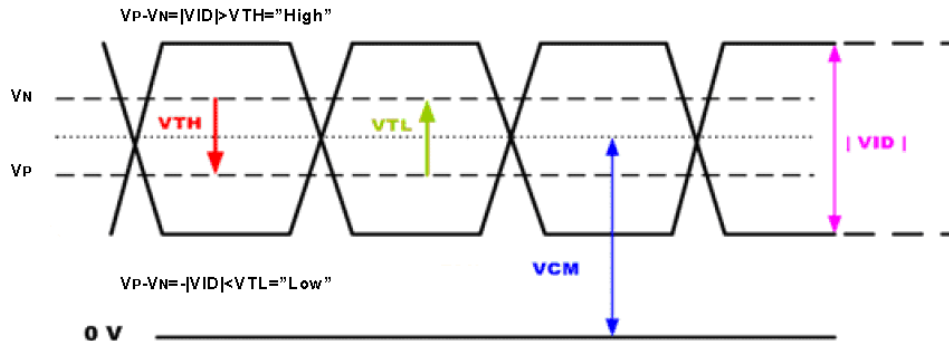 VP-VN=|VID|>VTH="High"
VN
VTH
VTL
| VID |
VP
VCM
VP-VN=-|VID|<VTL="Low"
0 V